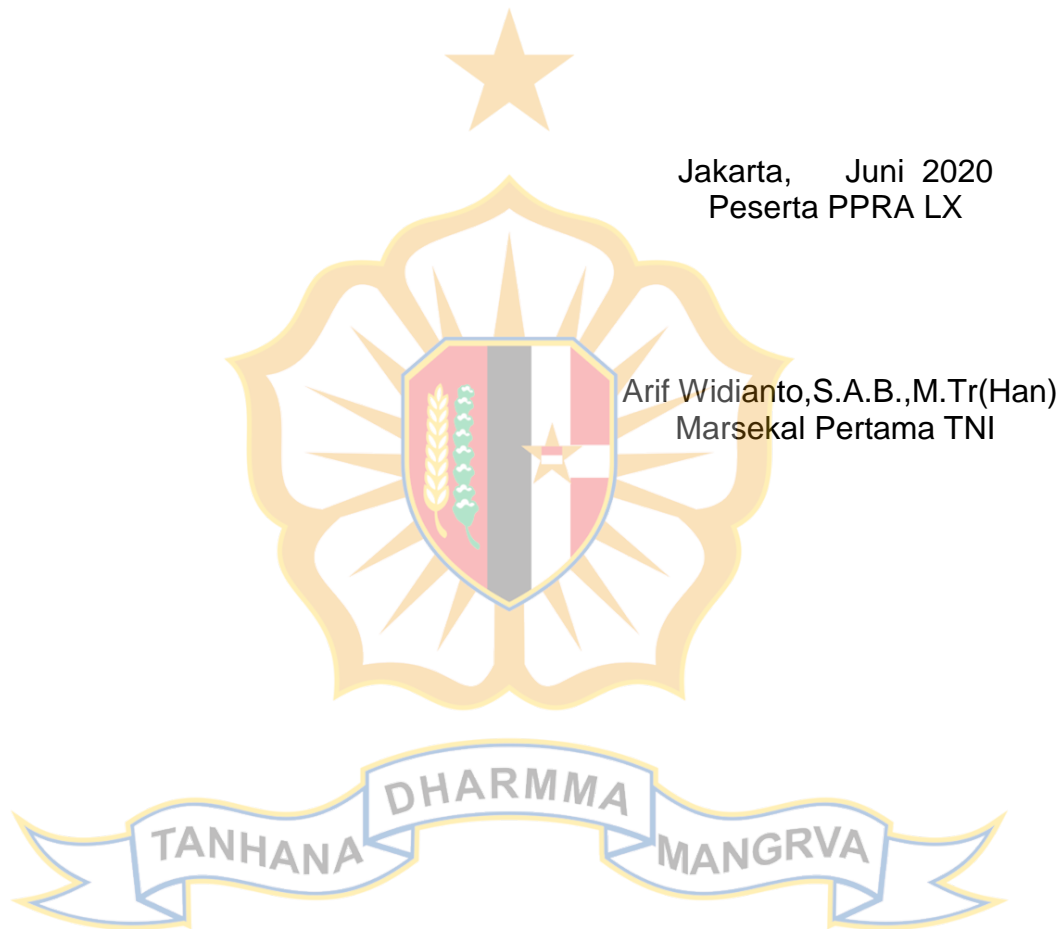 Jakarta, Juni 2020
Peserta PPRA LX
Arif Widianto,S.A.B.,M.Tr(Han)
Marsekal Pertama TNI
TANHANA DHARMMA MANGRVA